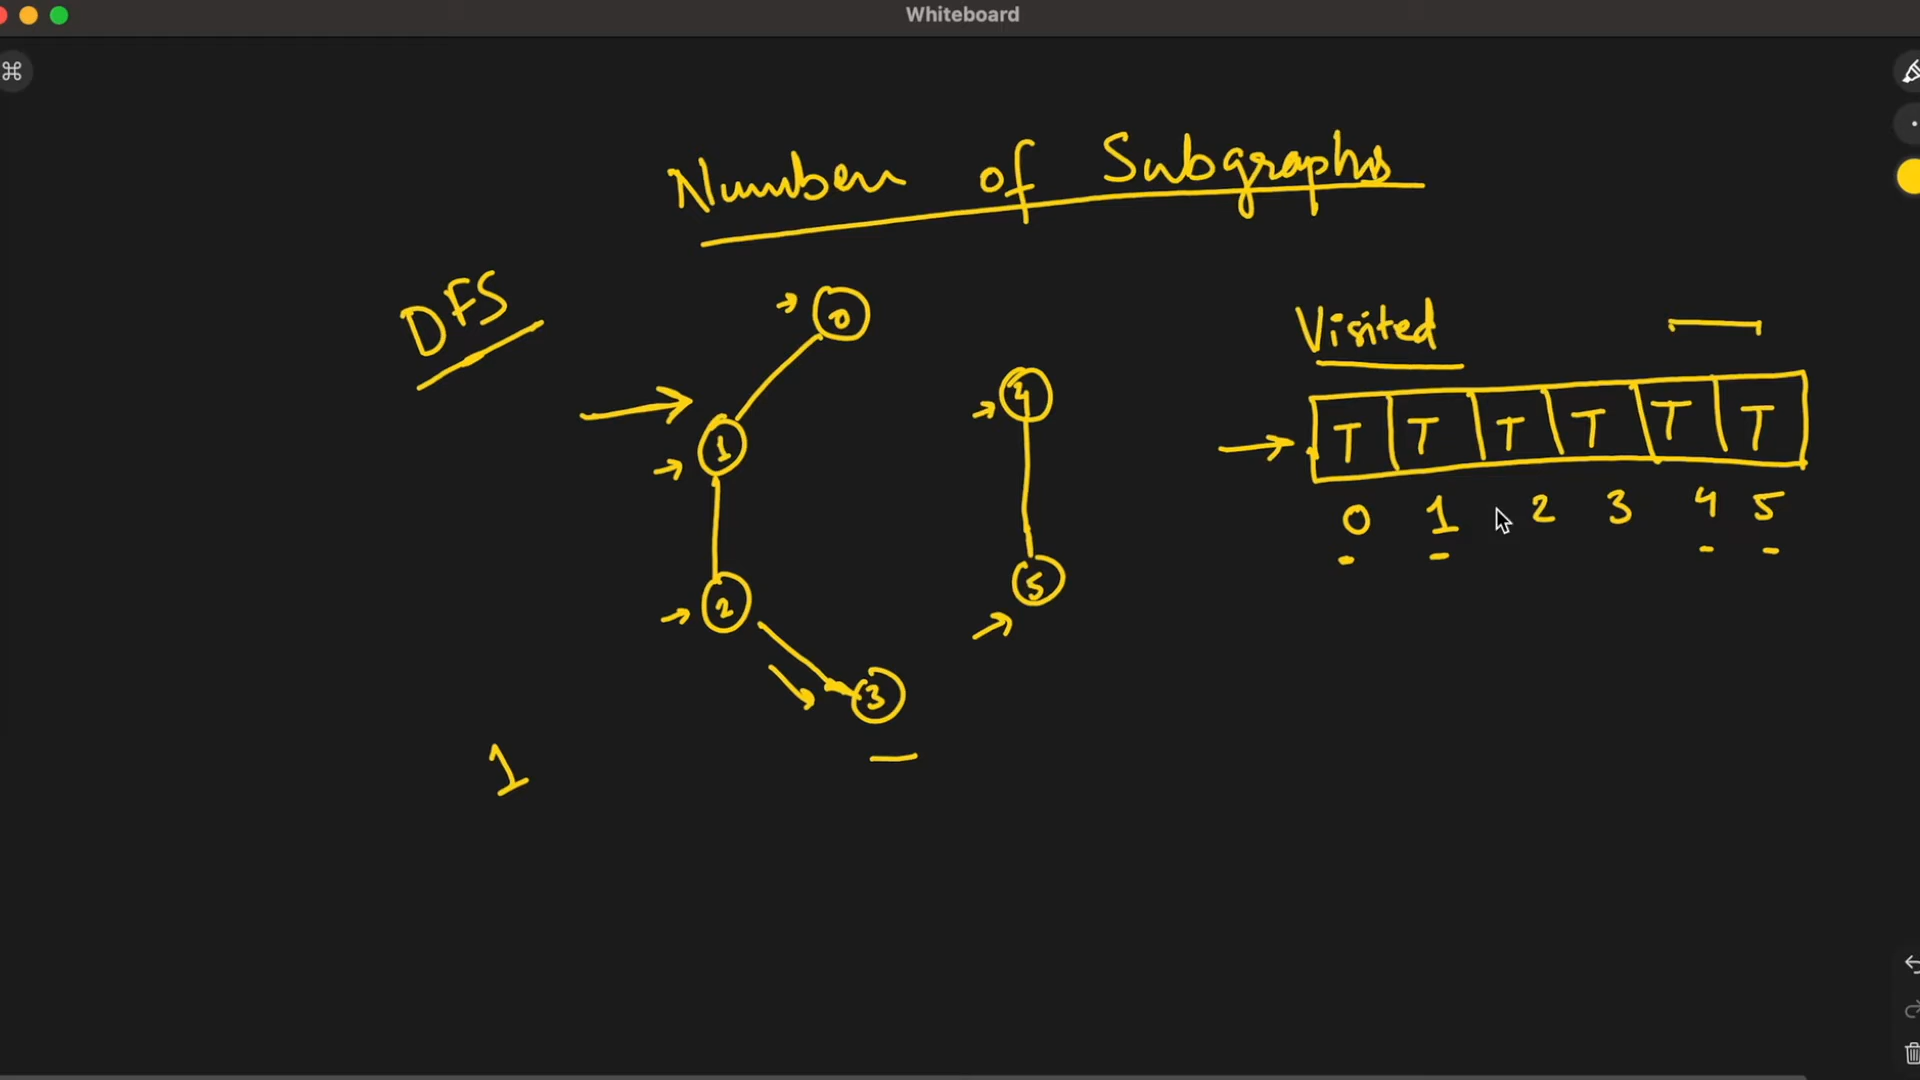 Whiteboard
⌘
Number of Subgraphs
DFS
0
Visited
4
1
T T T T T T
0 1 2 3 4 5
5
2
3
1